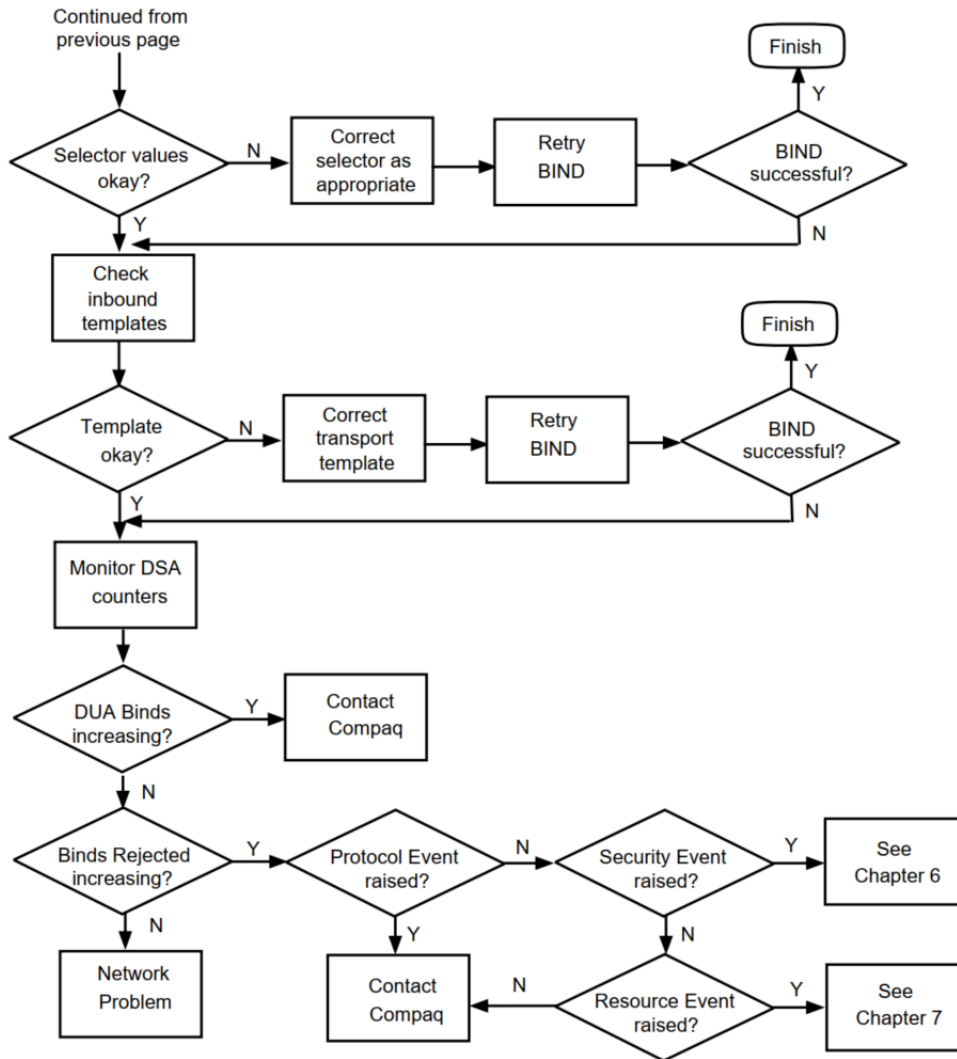 Continued from
previous page
Finish
Y
Selector values
okay?
N
Correct
selector as
appropriate
Retry
BIND
BIND
successful?
Y
N
Check
inbound
templates
Finish
Y
Template
okay?
N
Correct
transport
template
Retry
BIND
BIND
successful?
Y
N
Monitor DSA
counters
DUA Binds
increasing?
Y
Contact
Compaq
N
Binds Rejected
increasing?
Y
Protocol Event
raised?
N
Security Event
raised?
Y
See
Chapter 6
N
Y
N
Network
Problem
Contact
Compaq
N
Resource Event
raised?
Y
See
Chapter 7